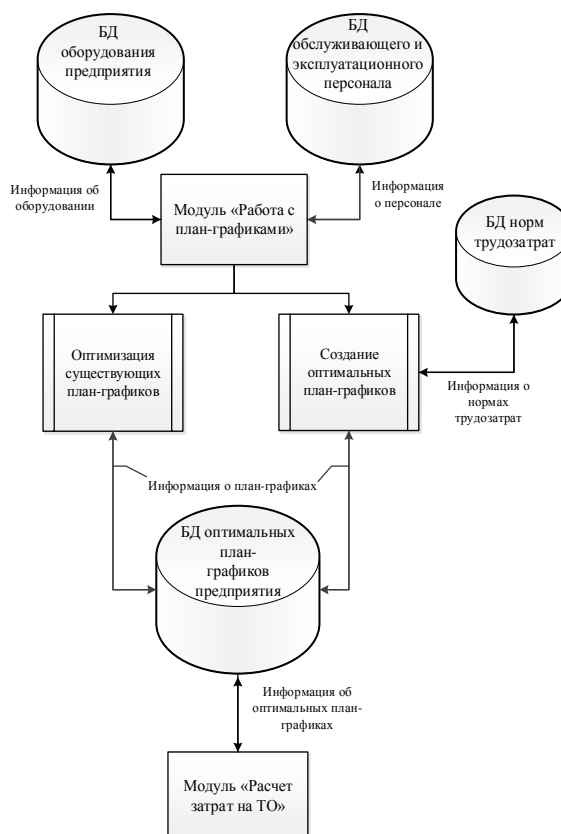 БД
оборудования
предприятия
БД
обслуживающего и
эксплуатационного
персонала
Информация об
оборудовании
Модуль «Работа с
план-графиками»
Информация
о персонале
БД норм
трудозатрат
Оптимизация
существующих
план-графиков
Создание
оптимальных
план-графиков
Информация о
нормах
трудозатрат
Информация о план-графиках
БД оптимальных
план-
графиков
предприятия
Информация об
оптимальных план-
графиках
Модуль «Расчет
затрат на ТО»